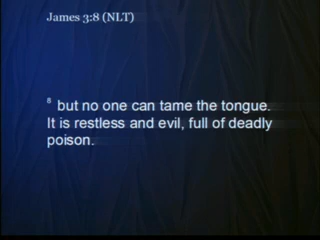 James 3:8 (NLT)
8 but no one can tame the tongue.
It is restless and evil, full of deadly
poison.